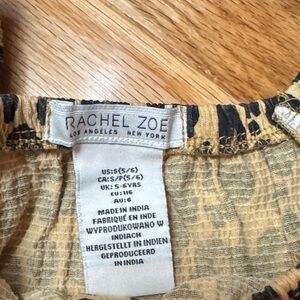 RACHEL ZOE
LOS ANGELES NEW YORK
US:S(5/6)
CA:S/P(5/6)
UK:5-6YRS
EU:116
AU:6
MADE IN INDIA
FABRIQUÉ EN INDE
WYPRODUKOWANO W
INDIACH
HERGESTELLT IN INDIEN
GEPRODUCEERD
IN INDIA